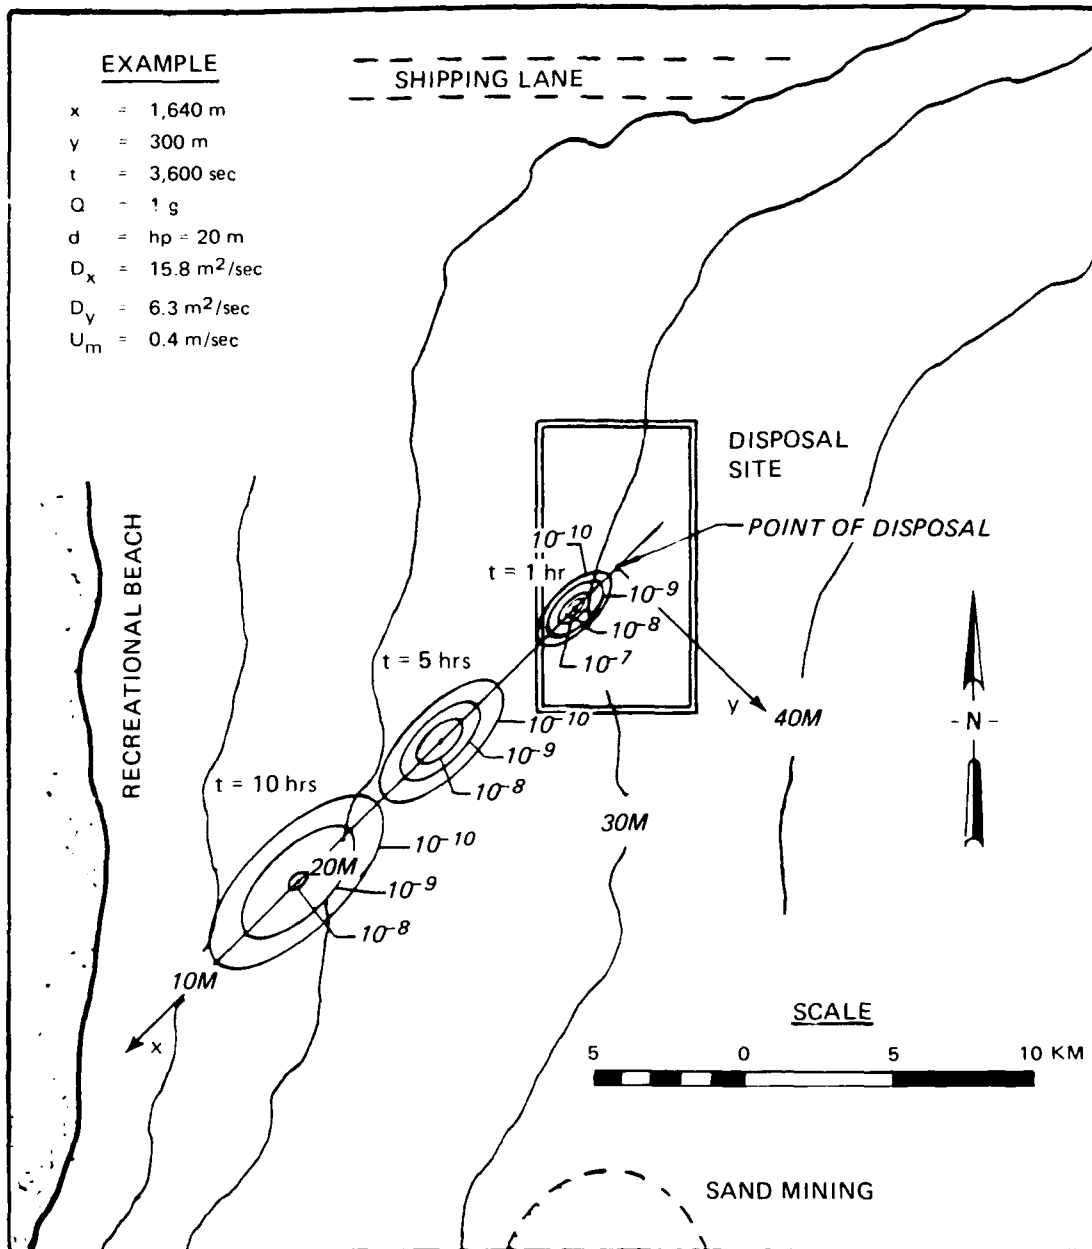 EXAMPLE
x = 1,640 m
y = 300 m
t = 3,600 sec
Q - 1 g
d = hp = 20 m
Dx = 15.8 m²/sec
Dy = 6.3 m²/sec
Um = 0.4 m/sec
SHIPPING LANE
DISPOSAL
SITE
POINT OF DISPOSAL
10⁻¹⁰
t = 1 hr
10⁻⁹
10⁻⁸
10⁻⁷
RECREATIONAL BEACH
t = 5 hrs
10⁻¹⁰
10⁻⁹
10⁻⁸
y
40M
- N -
t = 10 hrs
30M
10⁻¹⁰
20M
10⁻⁹
10⁻⁸
10M
x
SCALE
5 0 5 10 KM
SAND MINING